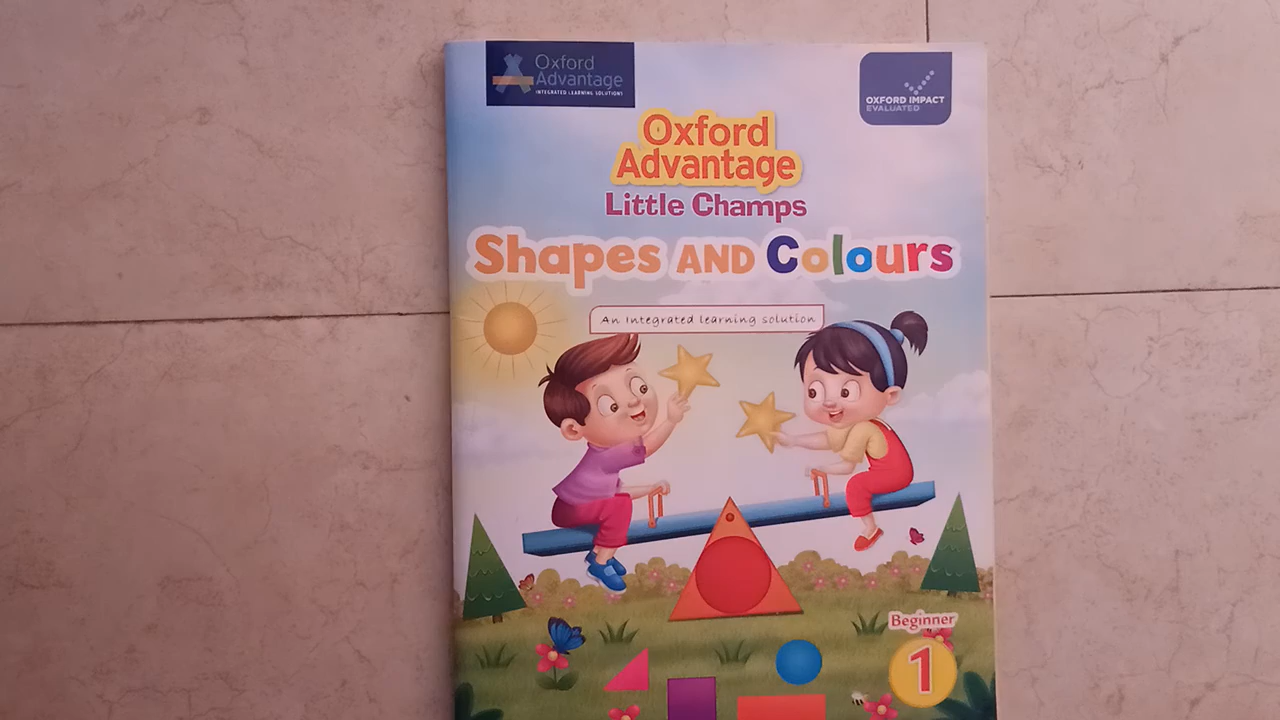 Oxford
Advantage
INTEGRATED LEARNING SOLUTIONS
OXFORD IMPACT
EVALUATED
Oxford
Advantage
Little Champs
Shapes AND Colours
An Integrated learning solution
Beginner
1